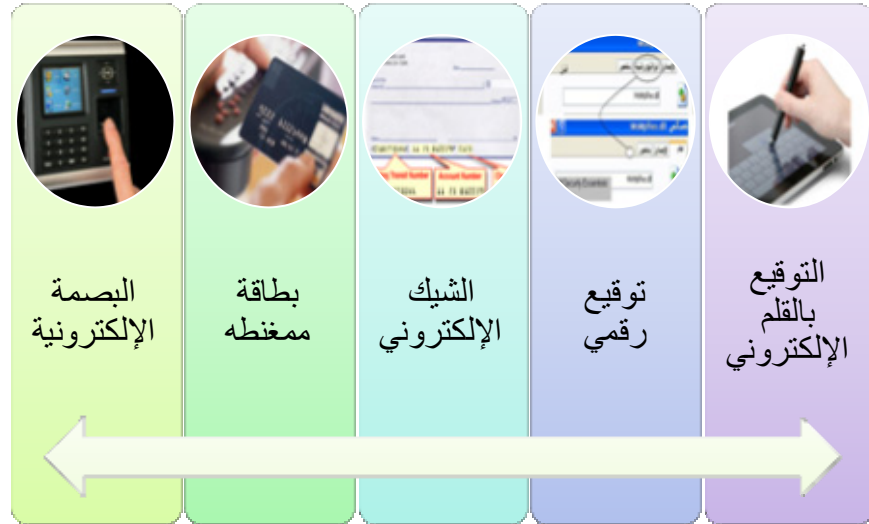 التوقيع
بالقلم
الإلكتروني
توقيع
رقمي
الشيك
الإلكتروني
بطاقة
ممغنطه
البصمة
الإلكترونية